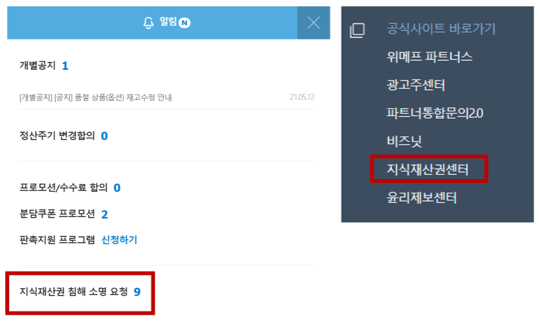 알림 N
개별공지 1
[개별공지] [공지] 품절 상품(옵션) 재고수정 안내 21.05.12
정산주기 변경합의 0
프로모션/수수료 합의 0
분담쿠폰 프로모션 2
판촉지원 프로그램 신청하기
지식재산권 침해 소명 요청 9
공식사이트 바로가기
위메프 파트너스
광고주센터
파트너통합문의2.0
비즈닛
지식재산권센터
윤리제보센터